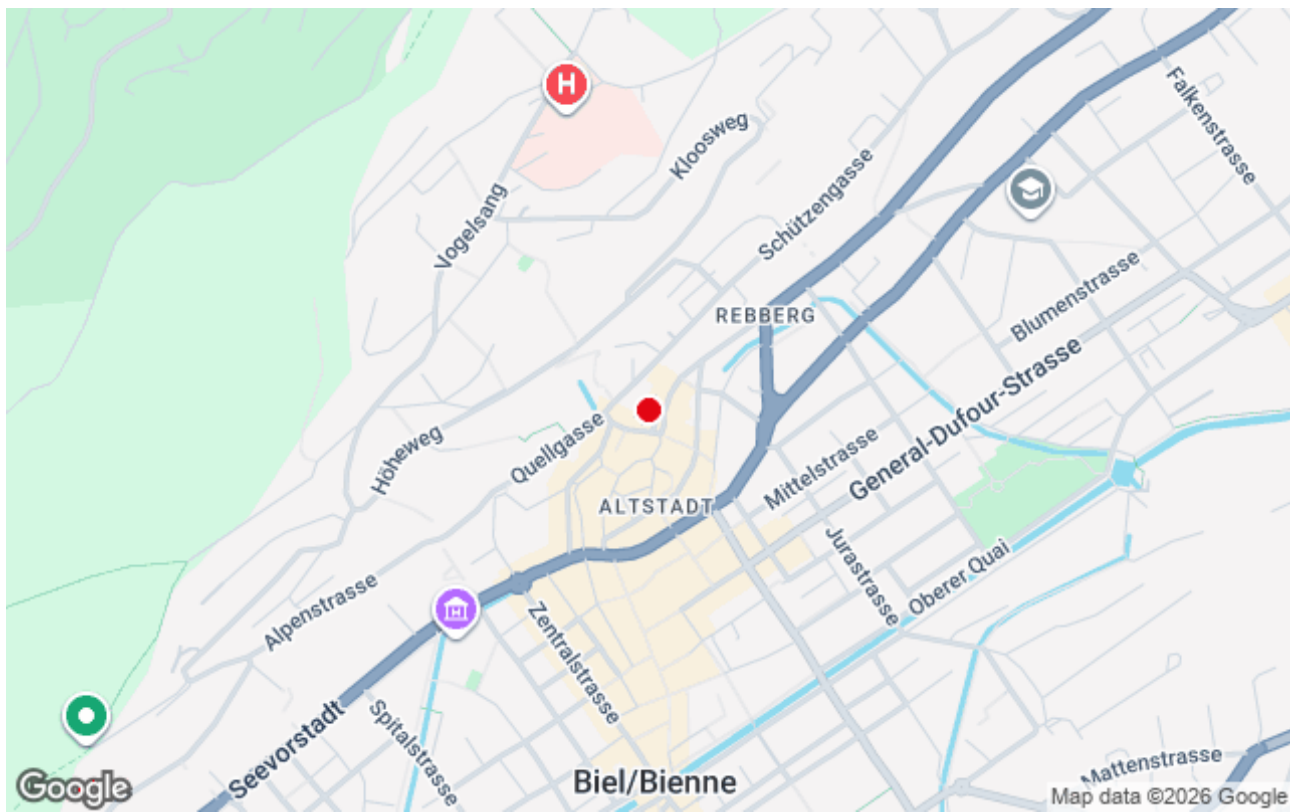 Falkenstrasse
H
Kloosweg
Schützengasse
Vogelsang
Blumenstrasse
REBBERG
General-Dufour-Strasse
Höheweg
Quellgasse
Mittelstrasse
ALTSTADT
Jurastrasse
Oberer Quai
Alpenstrasse
Zentralstrasse
Seevorstadt
Spitalstrasse
Mattenstrasse
Biel/Bienne
Google
Map data ©2026 Google